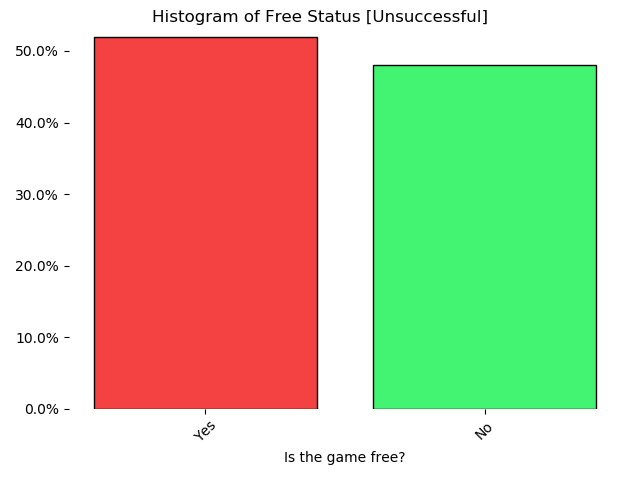 Histogram of Free Status [Unsuccessful]
50.0%
40.0%
30.0%
20.0%
10.0%
0.0%
Yes
No
Is the game free?